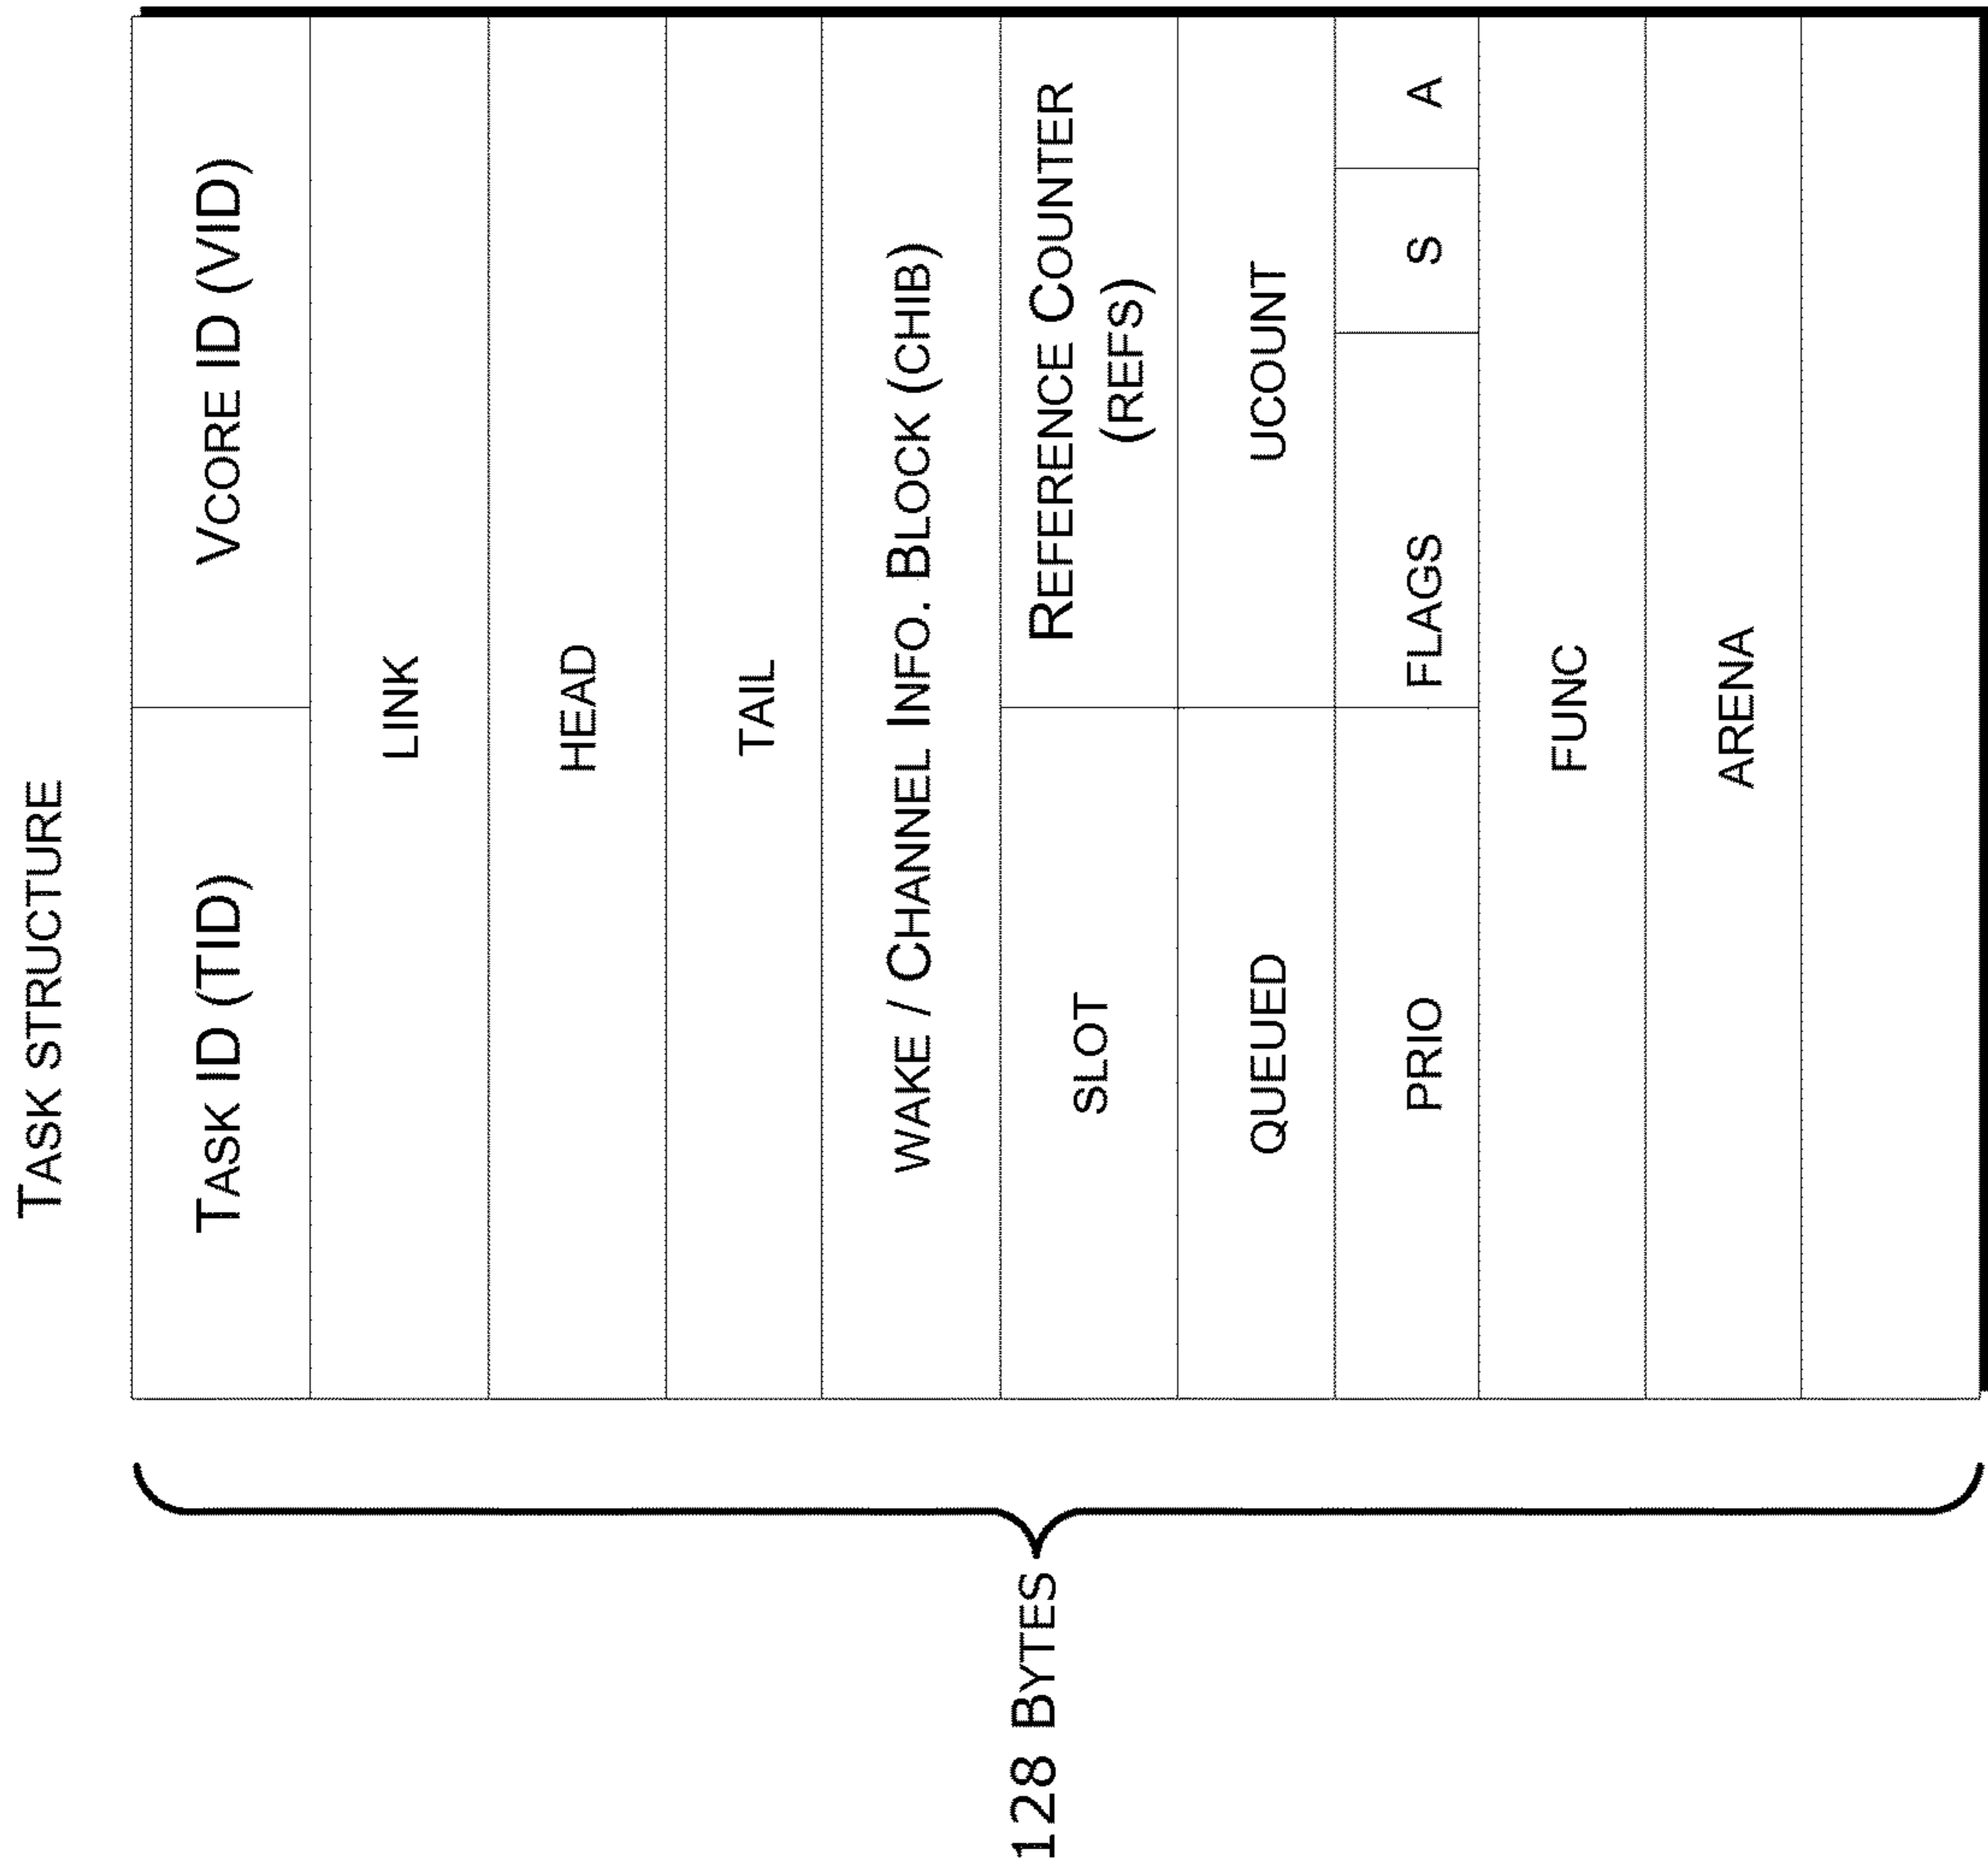 TASK STRUCTURE
TASK ID (TID)
VCORE ID (VID)
LINK
HEAD
TAIL
WAKE / CHANNEL INFO. BLOCK (CHIB)
SLOT
REFERENCE COUNTER
(REFS)
QUEUED
UCOUNT
PRIO
FLAGS
S
A
FUNC
ARENA
128 BYTES